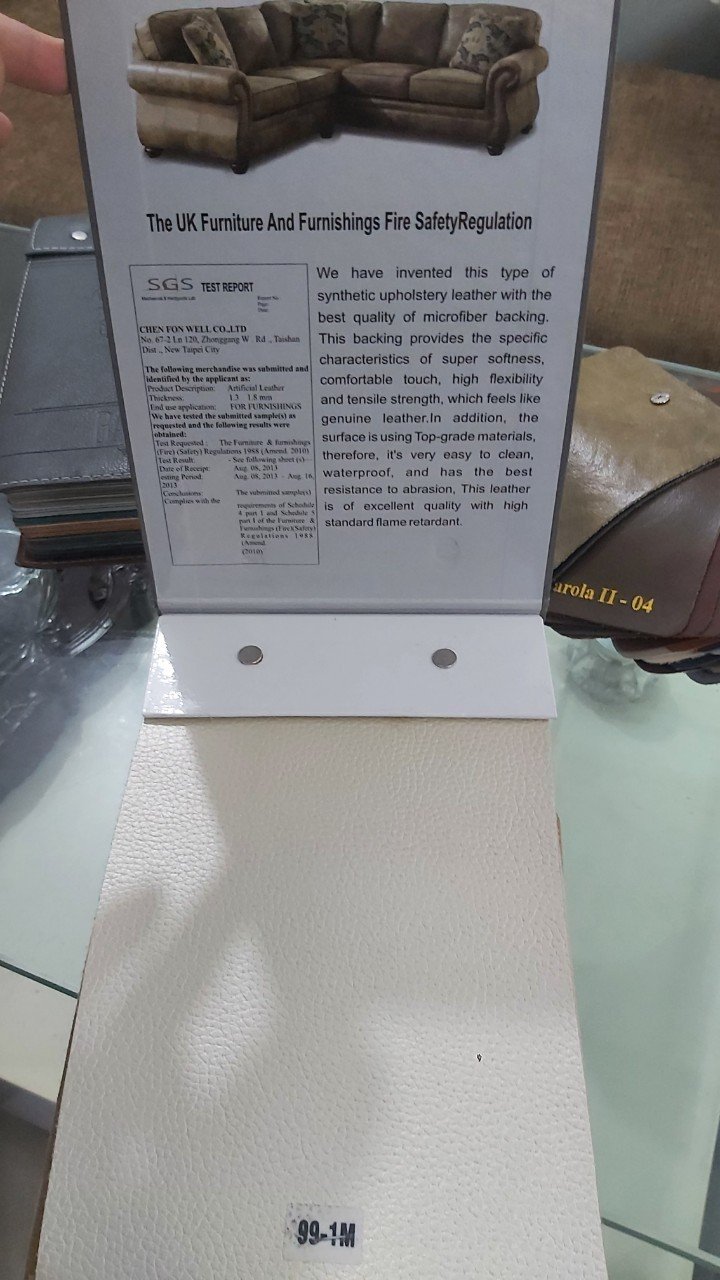 The UK Furniture And Furnishings Fire SafetyRegulation
SGS TEST REPORT
CHEN FON WELL CO.,LTD
No. 67-2 Ln 120, Zhonggang W Rd ., Taishan
Dist ., New Taipei City
The following merchandise was submitted and
identified by the applicant as:
Product Description: Artificial Leather
Thickness: 1.3 1.8 mm
End use application: FOR FURNISHINGS
We have tested the submitted sample(s) as
requested and the following results were
obtained:
Test Requested : The Furniture & furnishings
(Fire) (Safety) Regulations 1988 (Amend. 2010)
Test Result: - See following sheet (s)-
Date of Receipt: Aug. 08, 2013
esting Period: Aug. 08, 2013 - Aug. 16,
2013
Conclusions: The submitted sample(s)
Complies with the
requirements of Schedule
4 part 1 and Schedule 5
part 1 of the Furniture &
Furnishings (Fire)(Safety)
Regulations 1988
(Amend.
(2010)
We have invented this type of
synthetic upholstery leather with the
best quality of microfiber backing.
This backing provides the specific
characteristics of super softness,
comfortable touch, high flexibility
and tensile strength, which feels like
genuine leather.In addition, the
surface is using Top-grade materials,
therefore, it's very easy to clean,
waterproof, and has the best
resistance to abrasion, This leather
is of excellent quality with high
standard flame retardant.
arola II - 04
99-1M